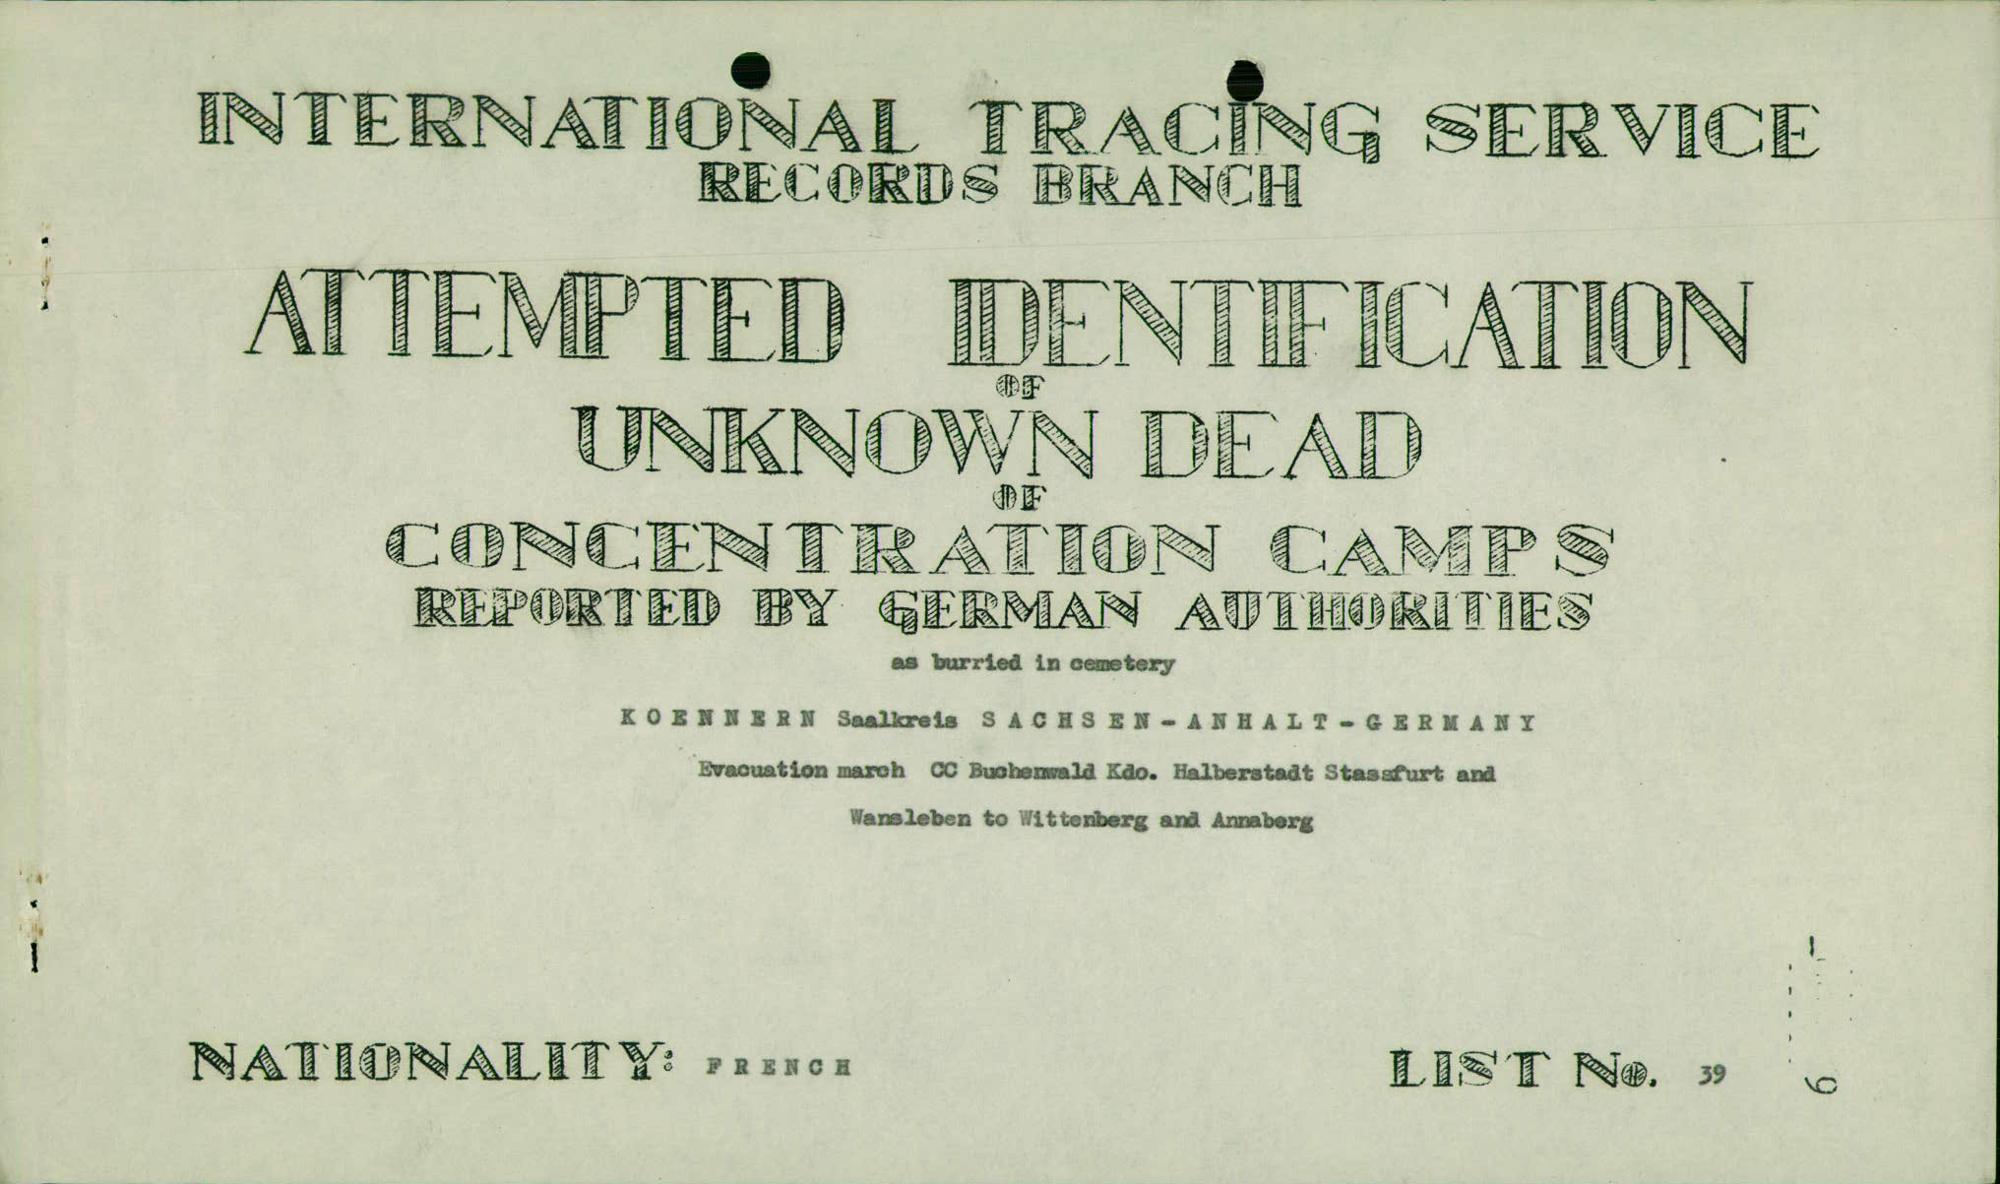 INTERNATIONAL TRACING SERVICE
RECORDS BRANCH
ATTEMPTED IDENTIFICATION
OF
UNKNOWN DEAD
OF
CONCENTRATION CAMPS
REPORTED BY GERMAN AUTHORITIES
as burried in cemetery
KOENNERN Saalkreis SACHSEN-ANHALT-GERMANY
Evacuation march CC Buchenwald Kdo. Halberstadt Stassfurt and
Wansleben to Wittenberg and Annaberg
NATIONALITY: FRENCH
LIST No. 39